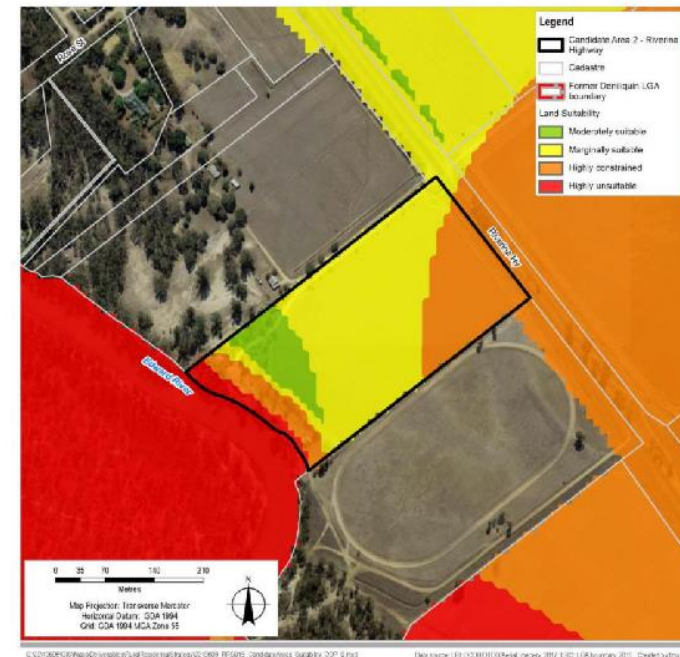 Legend
Candidate Area 2 - Riverina
Highway
Cadastre
Former Deniliquin LGA
boundary
Land Suitability
Moderately suitable
Marginally suitable
Highly constrained
Highly unsuitable
Riverina Hy
Edward River
0 35 70 140 210
Metres
Map Projection: Transverse Mercator
Horizontal Datum: GDA 1994
Grid: GDA 1994 MGA Zone 55
N